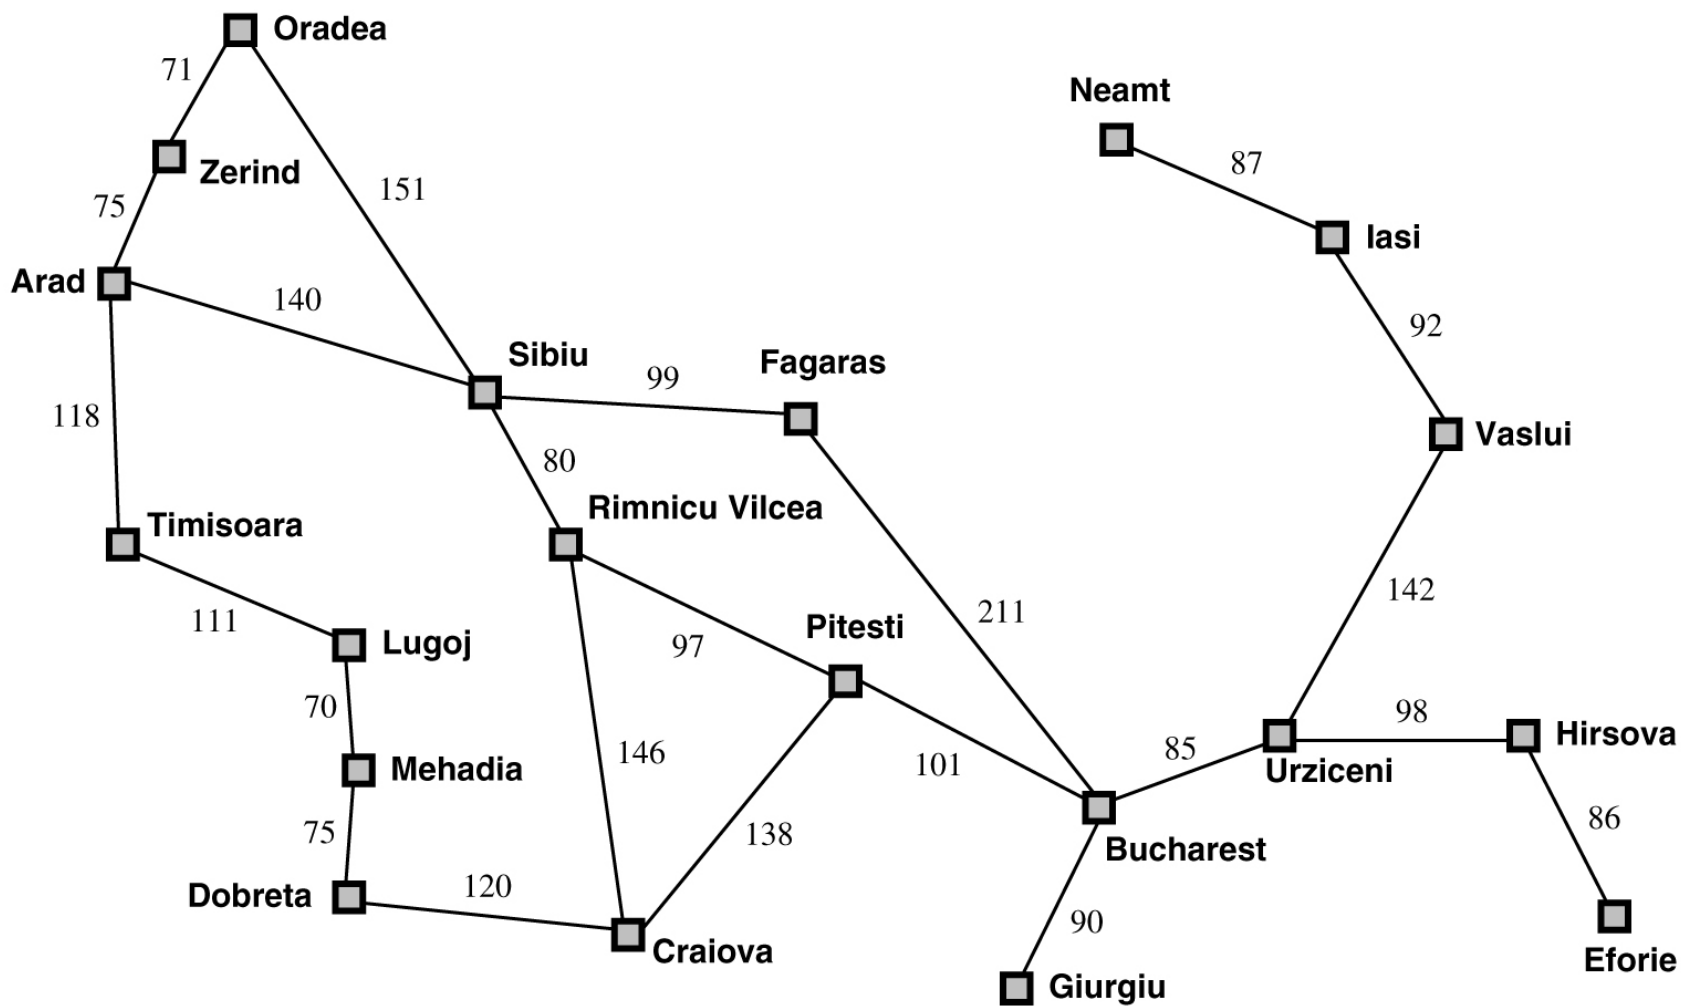 Oradea
71
Neamt
87
Zerind
151
75
Iasi
Arad
140
92
Sibiu
Fagaras
99
118
Vaslui
80
Rimnicu Vilcea
Timisoara
142
211
111
Lugoj
Pitesti
97
70
98
Hirsova
146
85
Urziceni
Mehadia
101
86
75
138
Bucharest
Dobreta
120
90
Craiova
Eforie
Giurgiu